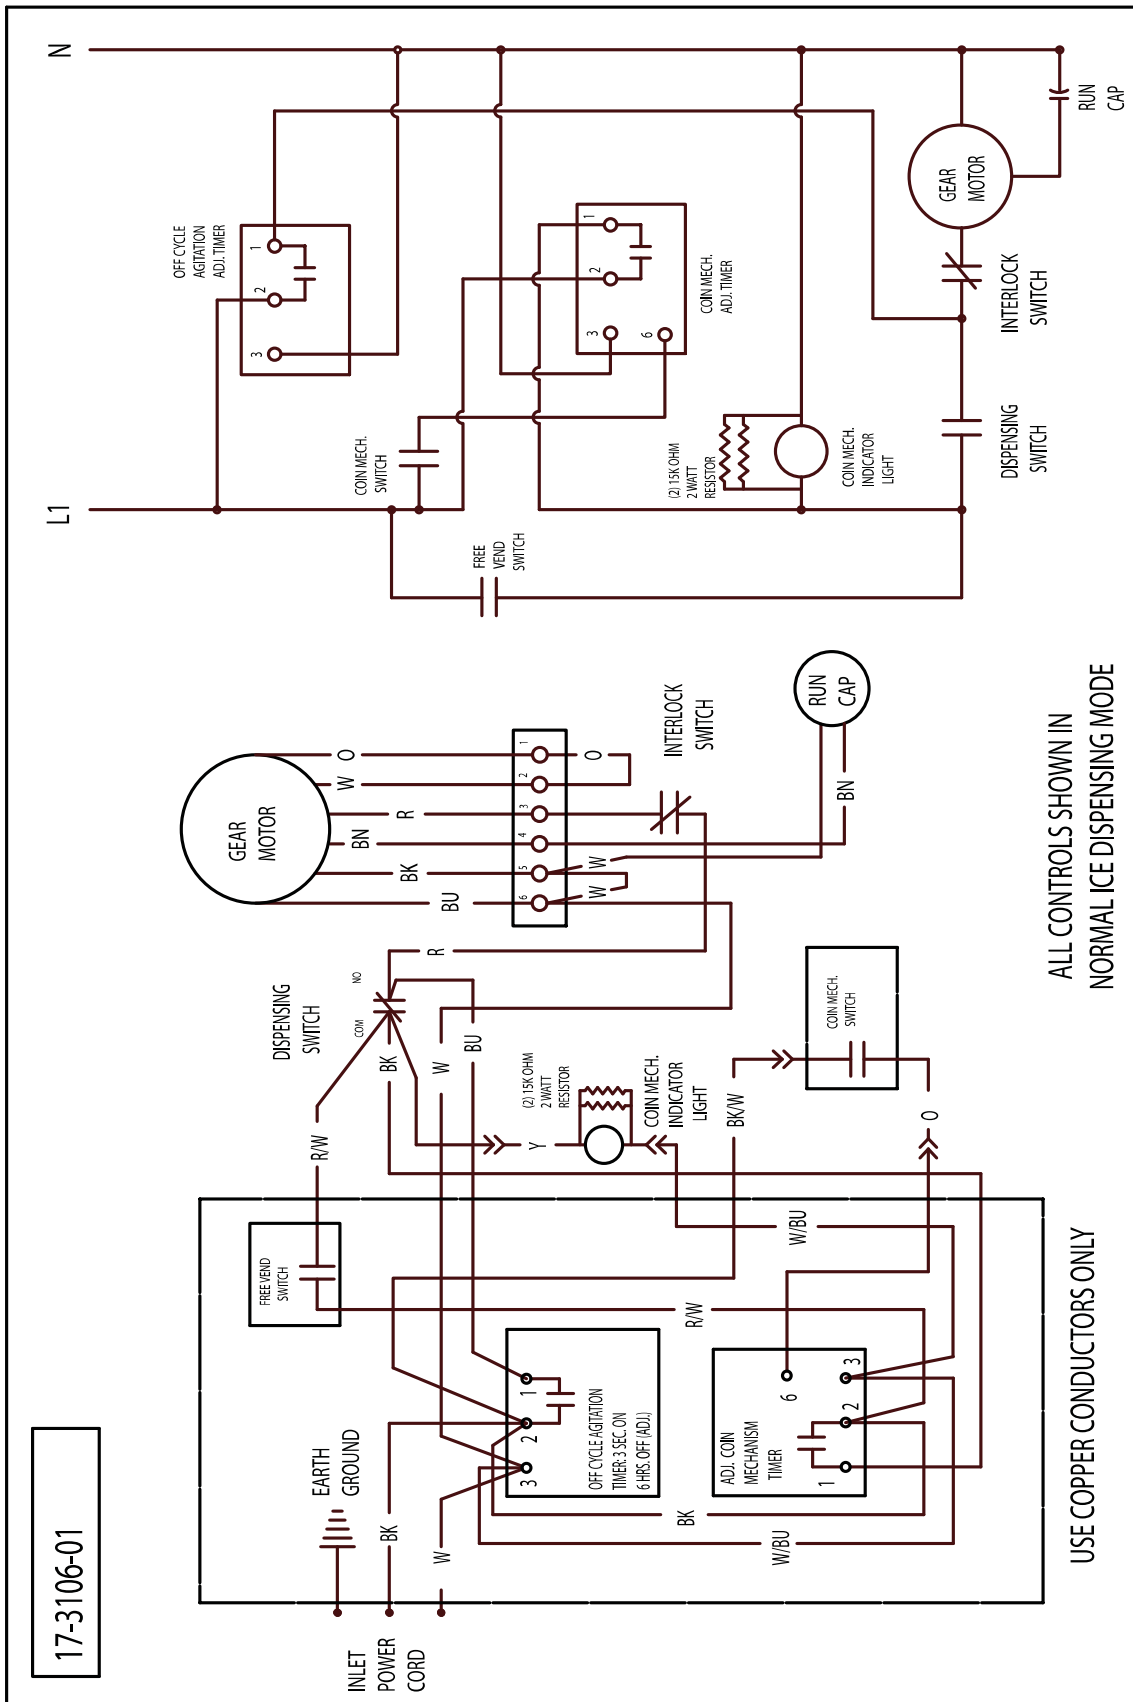 17-3106-01
INLET
POWER
CORD
EARTH
GROUND
BK
W
FREE VEND
SWITCH
R/W
DISPENSING
SWITCH
COM
NO
BK
R
W
BU
GEAR
MOTOR
O
W
R
BN
BK
BU
1
2
3
4
5
6
O
W
W
INTERLOCK
SWITCH
RUN
CAP
BN
(2) 15K OHM
2 WATT
RESISTOR
Y
COIN MECH.
INDICATOR
LIGHT
BK/W
COIN MECH.
SWITCH
O
W/BU
R/W
1
2
3
OFF CYCLE AGITATION
TIMER: 3 SEC. ON
6 HRS. OFF (ADJ.)
ADJ. COIN
MECHANISM
TIMER
6
3
2
1
BK
W/BU
USE COPPER CONDUCTORS ONLY
ALL CONTROLS SHOWN IN
NORMAL ICE DISPENSING MODE
L1
N
OFF CYCLE
AGITATION
ADJ. TIMER
1
2
3
COIN MECH.
SWITCH
FREE
VEND
SWITCH
1
2
3
6
COIN MECH.
ADJ. TIMER
(2) 15K OHM
2 WATT
RESISTOR
COIN MECH.
INDICATOR
LIGHT
DISPENSING
SWITCH
INTERLOCK
SWITCH
GEAR
MOTOR
RUN
CAP